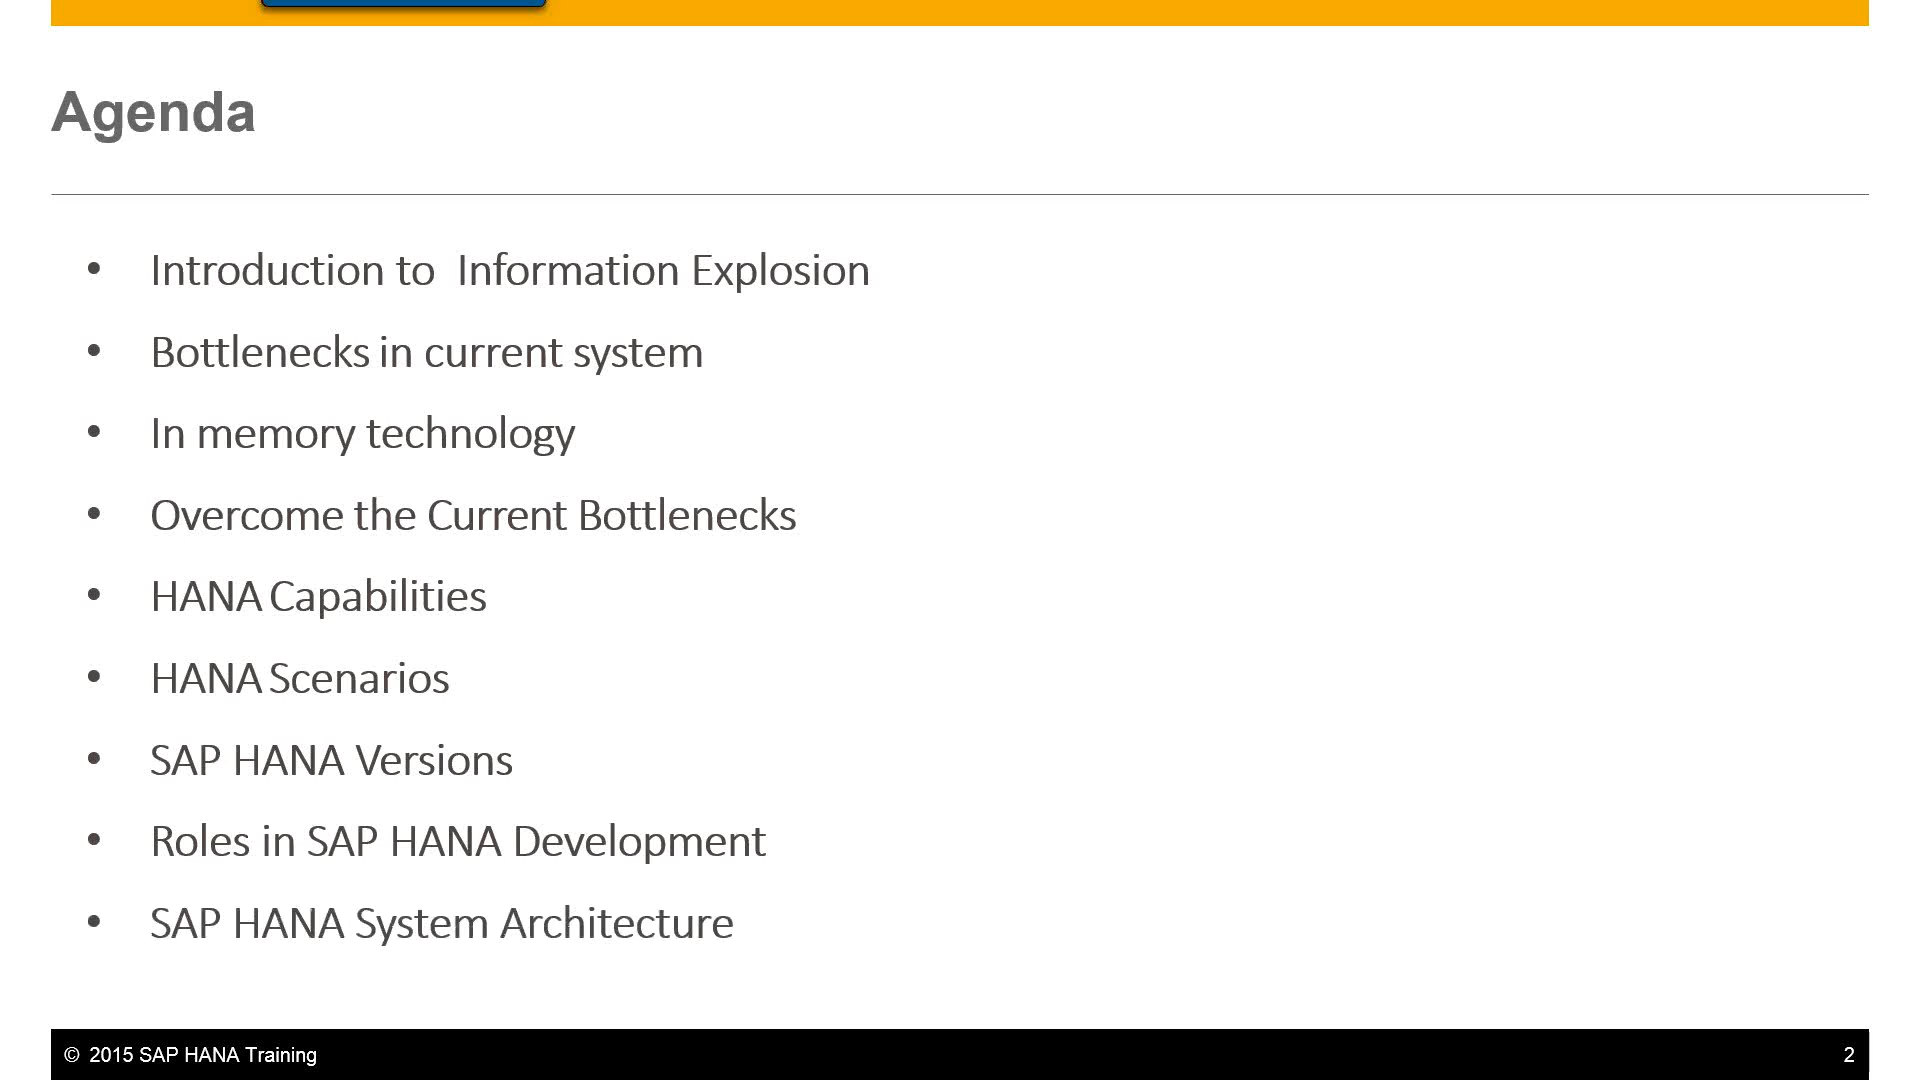 Agenda
• Introduction to  Information Explosion
• Bottlenecks in current system
• In memory technology
• Overcome the Current Bottlenecks
• HANA Capabilities
• HANA Scenarios
• SAP HANA Versions
• Roles in SAP HANA Development
• SAP HANA System Architecture
© 2015 SAP HANA Training
2